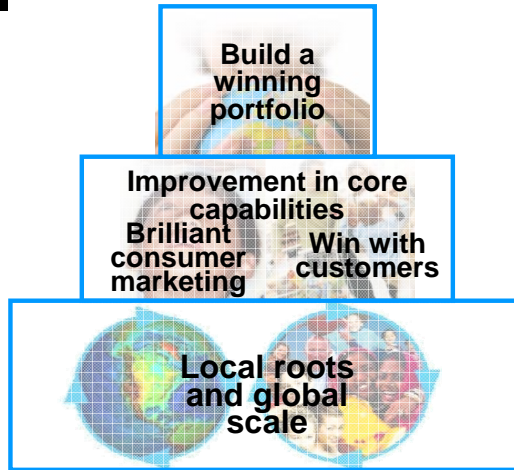 Build a
winning
portfolio
Improvement in core
capabilities
Brilliant
consumer
marketing
Win with
customers
Local roots
and global
scale